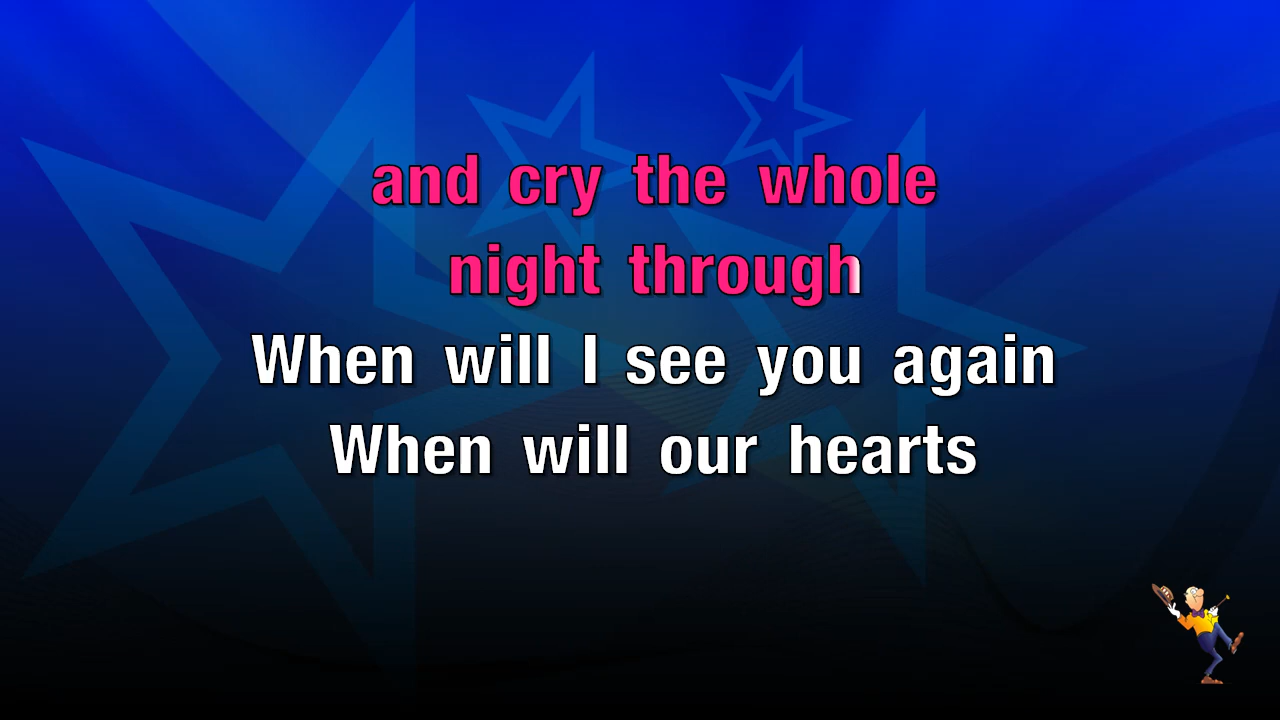 and cry the whole
night through
When will I see you again
When will our hearts